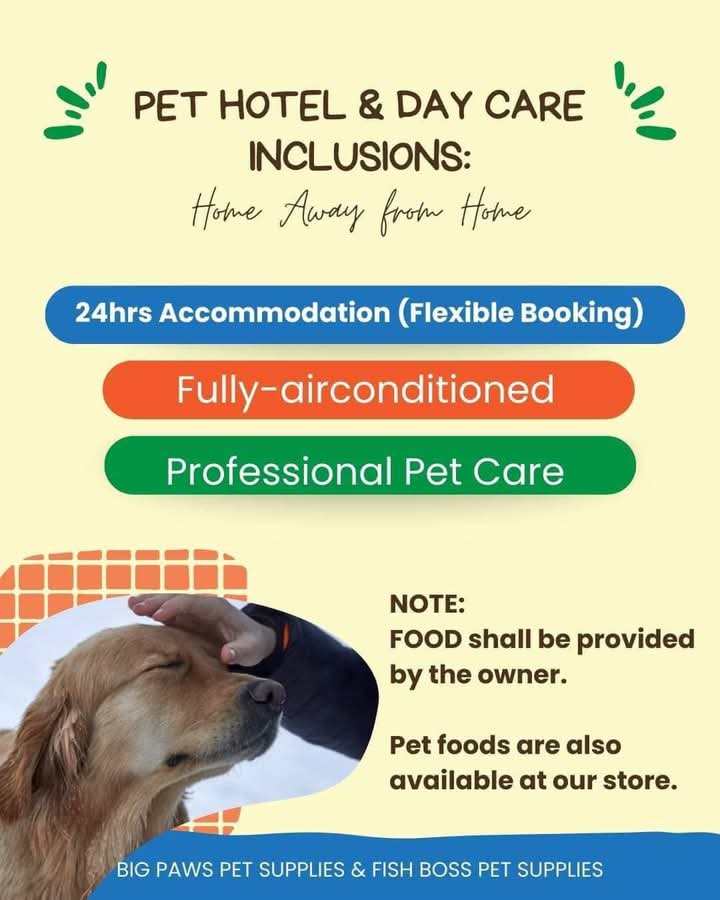 PET HOTEL & DAY CARE
INCLUSIONS:
Home Away from Home
24hrs Accommodation (Flexible Booking)
Fully-airconditioned
Professional Pet Care
NOTE:
FOOD shall be provided
by the owner.
Pet foods are also
available at our store.
BIG PAWS PET SUPPLIES & FISH BOSS PET SUPPLIES